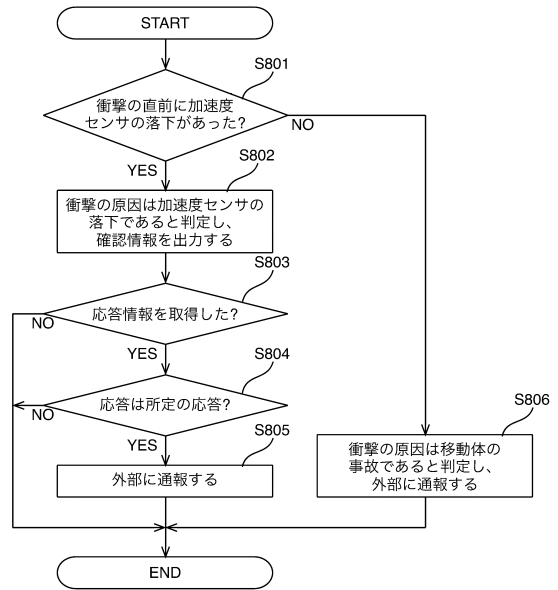 START
S801
衝撃の直前に加速度
センサの落下があった?
NO
YES
S802
衝撃の原因は加速度センサの
落下であると判定し、
確認情報を出力する
S803
応答情報を取得した?
NO
YES
S804
応答は所定の応答?
NO
YES
S805
外部に通報する
S806
衝撃の原因は移動体の
事故であると判定し、
外部に通報する
END